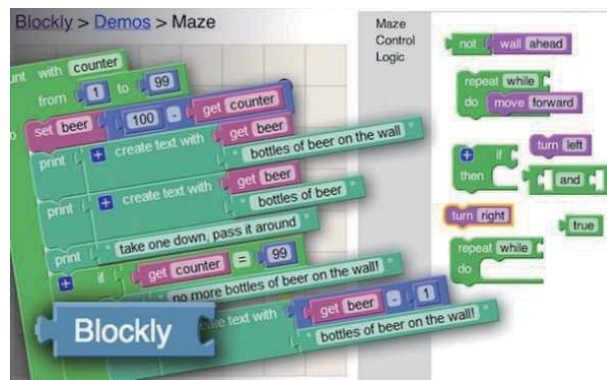 Blockly > Demos > Maze
with counter
from 1 to 99
set beer 100 - get counter
print create text with get beer
" bottles of beer on the wall
print create text with get beer
" bottles of beer "
print " take one down, pass it around
if get counter = 99
no more bottles of beer on the wall! "
text with get beer - 1
" bottles of beer on the wall! "
Blockly
Maze
Control
Logic
not wall ahead
repeat while
do move forward
if
then
turn left
and
turn right
true
repeat while
do